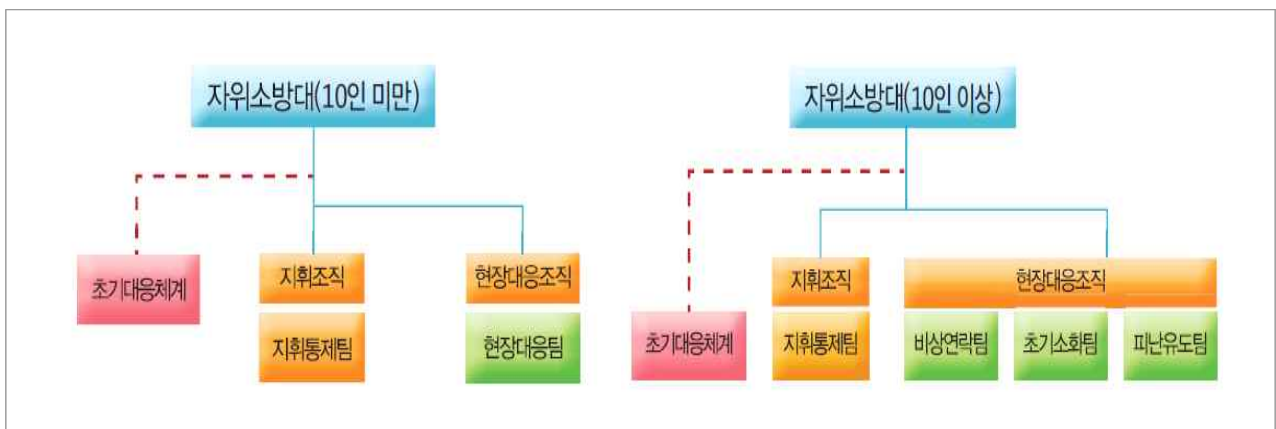 자위소방대(10인 미만)
초기대응체계
지휘조직
현장대응조직
지휘통제팀
현장대응팀
자위소방대(10인 이상)
초기대응체계
지휘조직
현장대응조직
지휘통제팀
비상연락팀
초기소화팀
피난유도팀